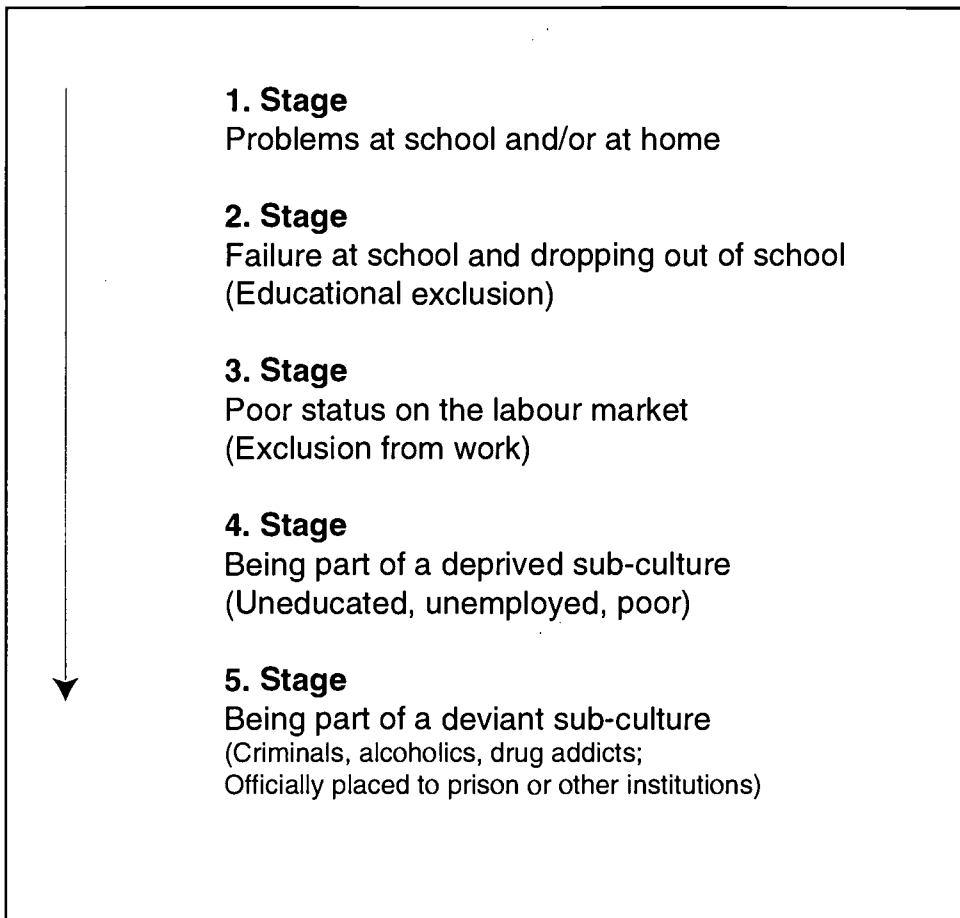 1. Stage
Problems at school and/or at home
2. Stage
Failure at school and dropping out of school
(Educational exclusion)
3. Stage
Poor status on the labour market
(Exclusion from work)
4. Stage
Being part of a deprived sub-culture
(Uneducated, unemployed, poor)
5. Stage
Being part of a deviant sub-culture
(Criminals, alcoholics, drug addicts;
Officially placed to prison or other institutions)